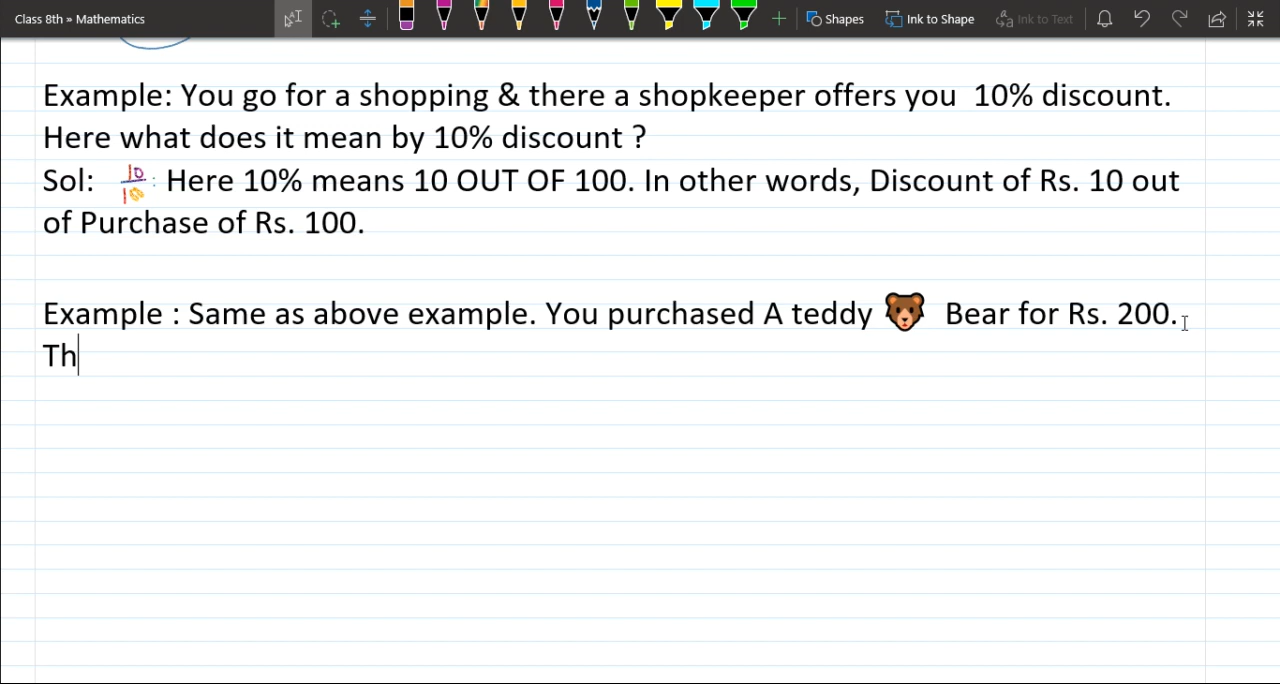 Class 8th » Mathematics
Shapes
Ink to Shape
Ink to Text
Example: You go for a shopping & there a shopkeeper offers you 10% discount.
Here what does it mean by 10% discount ?
Sol: 10/100 : Here 10% means 10 OUT OF 100. In other words, Discount of Rs. 10 out
of Purchase of Rs. 100.
Example : Same as above example. You purchased A teddy 🐻 Bear for Rs. 200.
Th